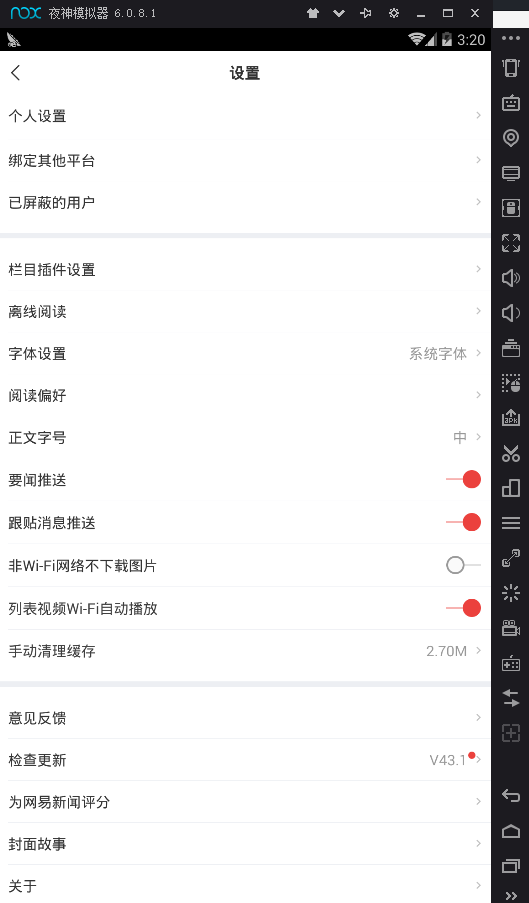 nox 夜神模拟器 6.0.8.1
3:20
设置
个人设置
绑定其他平台
已屏蔽的用户
栏目插件设置
离线阅读
字体设置 系统字体
阅读偏好
正文字号 中
要闻推送
跟贴消息推送
非Wi-Fi网络不下载图片
列表视频Wi-Fi自动播放
手动清理缓存 2.70M
意见反馈
检查更新 V43.1
为网易新闻评分
封面故事
关于